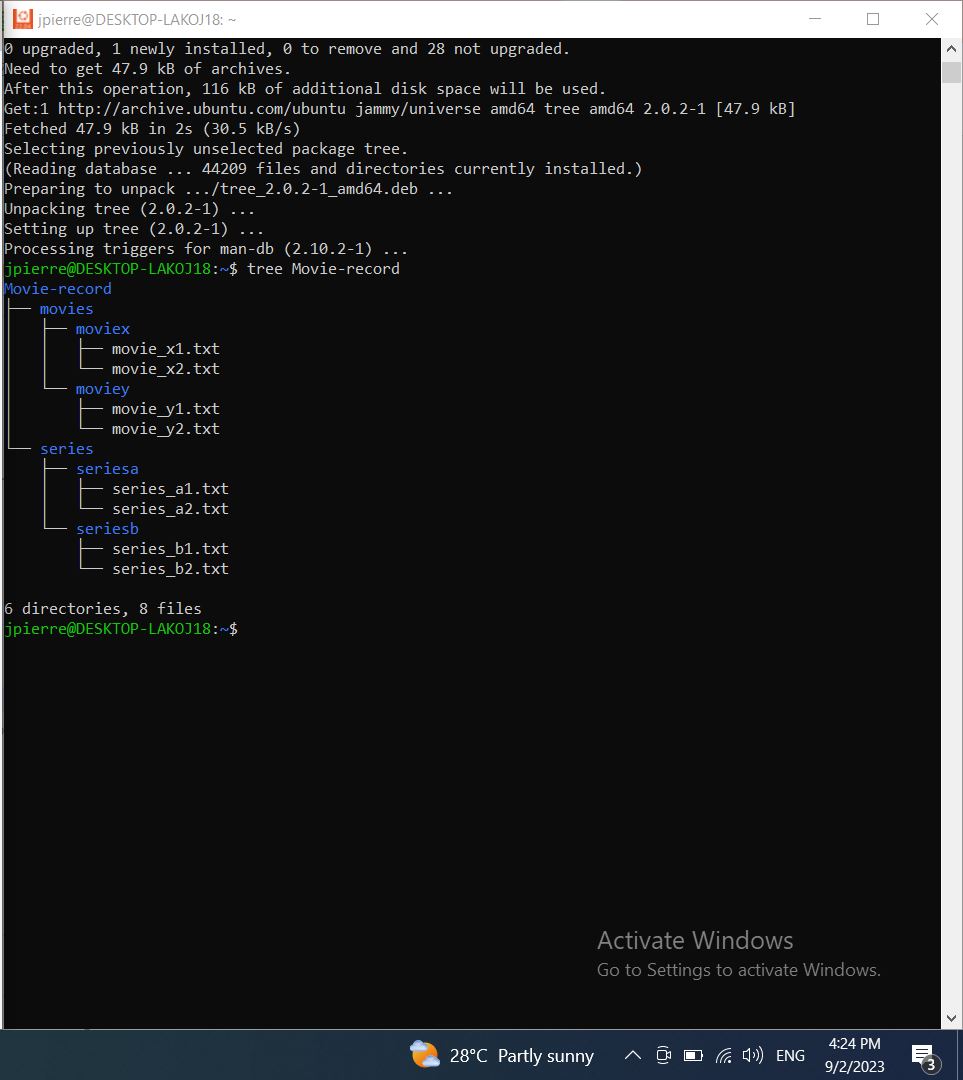 jpierre@DESKTOP-LAKOJ18: ~
0 upgraded, 1 newly installed, 0 to remove and 28 not upgraded.
Need to get 47.9 kB of archives.
After this operation, 116 kB of additional disk space will be used.
Get:1 http://archive.ubuntu.com/ubuntu jammy/universe amd64 tree amd64 2.0.2-1 [47.9 kB]
Fetched 47.9 kB in 2s (30.5 kB/s)
Selecting previously unselected package tree.
(Reading database ... 44209 files and directories currently installed.)
Preparing to unpack .../tree_2.0.2-1_amd64.deb ...
Unpacking tree (2.0.2-1) ...
Setting up tree (2.0.2-1) ...
Processing triggers for man-db (2.10.2-1) ...
jpierre@DESKTOP-LAKOJ18:~$ tree Movie-record
Movie-record
├── movies
│   ├── moviex
│   │   ├── movie_x1.txt
│   │   └── movie_x2.txt
│   └── moviey
│       ├── movie_y1.txt
│       └── movie_y2.txt
└── series
    ├── seriesa
    │   ├── series_a1.txt
    │   └── series_a2.txt
    └── seriesb
        ├── series_b1.txt
        └── series_b2.txt
6 directories, 8 files
jpierre@DESKTOP-LAKOJ18:~$
Activate Windows
Go to Settings to activate Windows.
28°C Partly sunny
ENG
4:24 PM
9/2/2023
3